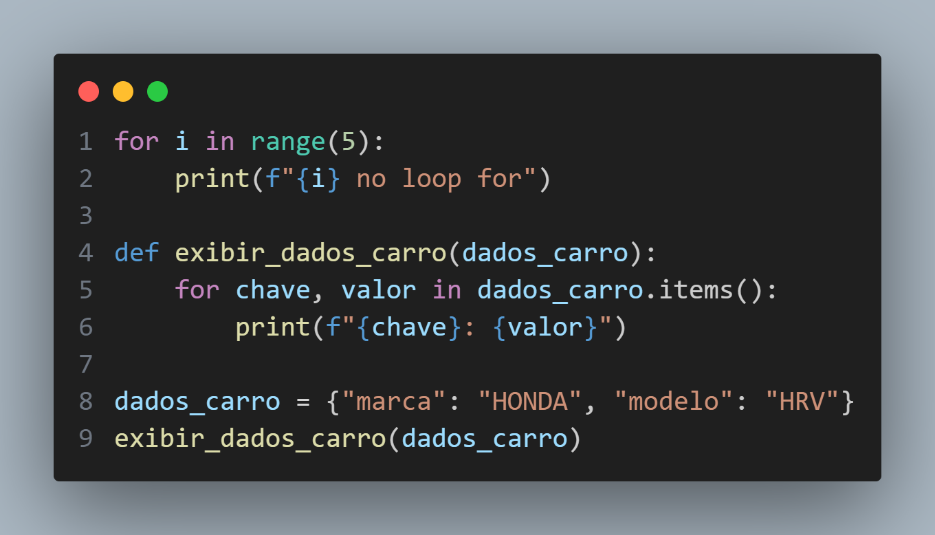 1 for i in range(5):
2     print(f"{i} no loop for")
3
4 def exibir_dados_carro(dados_carro):
5     for chave, valor in dados_carro.items():
6         print(f"{chave}: {valor}")
7
8 dados_carro = {"marca": "HONDA", "modelo": "HRV"}
9 exibir_dados_carro(dados_carro)